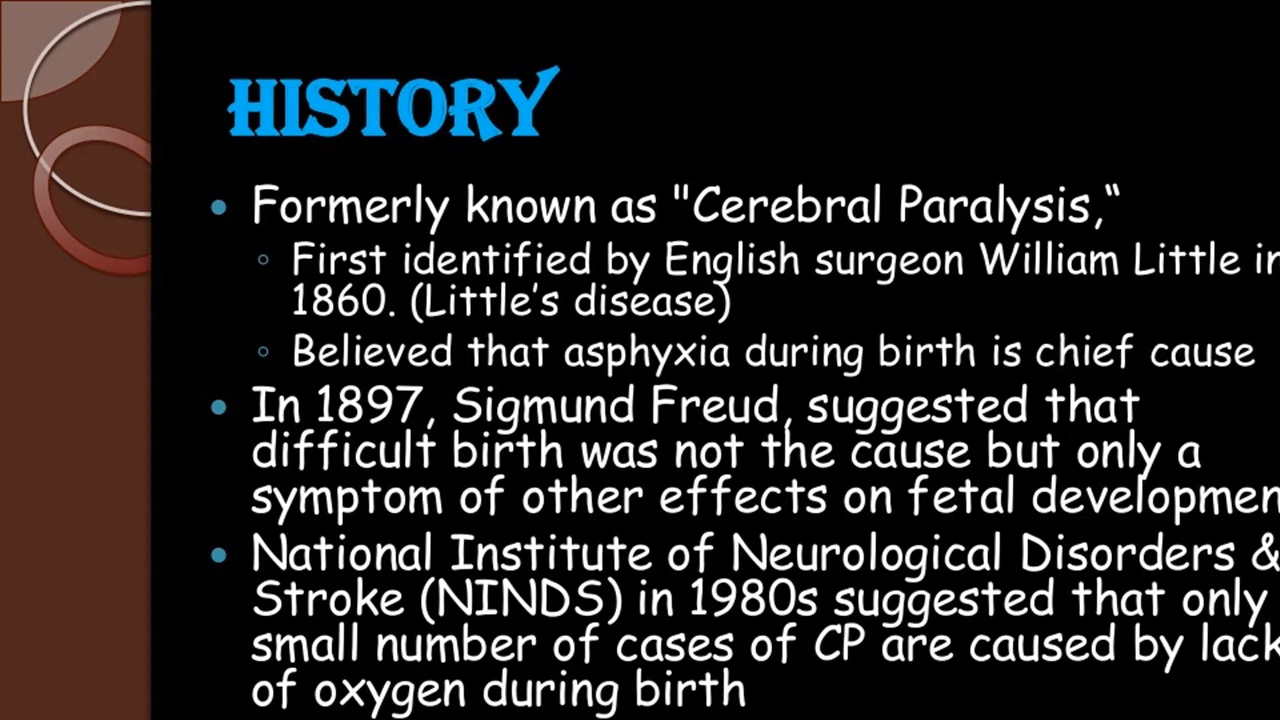 HISTORY
Formerly known as "Cerebral Paralysis,“
First identified by English surgeon William Little in
1860. (Little’s disease)
Believed that asphyxia during birth is chief cause
In 1897, Sigmund Freud, suggested that
difficult birth was not the cause but only a
symptom of other effects on fetal developmen
National Institute of Neurological Disorders &
Stroke (NINDS) in 1980s suggested that only
small number of cases of CP are caused by lack
of oxygen during birth